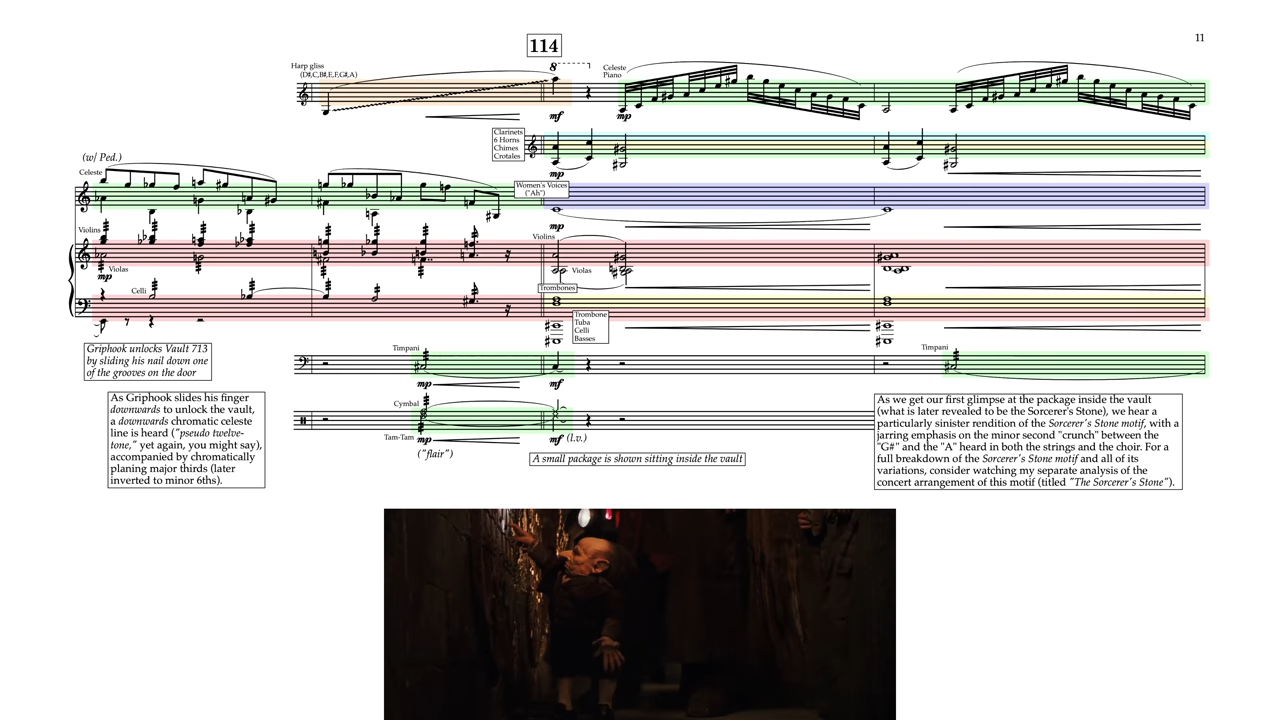 11
114
Harp gliss
(D#,C,B#,E,F,G#,A)
8
Celeste
Piano
mf
mp
Clarinets
6 Horns
Chimes
Crotales
mp
(w/ Ped.)
Celeste
Women's Voices
("Ah")
mp
Violins
Violas
mp
Celli
Violins
Violas
Trombones
Trombone
Tuba
Celli
Basses
Griphook unlocks Vault 713
by sliding his nail down one
of the grooves on the door
Timpani
mp
mf
Timpani
Cymbal
Tam-Tam
mp
mf
(l.v.)
("flair")
A small package is shown sitting inside the vault
As Griphook slides his finger
downwards to unlock the vault,
a downwards chromatic celeste
line is heard ("pseudo twelve-
tone," yet again, you might say),
accompanied by chromatically
planing major thirds (later
inverted to minor 6ths).
As we get our first glimpse at the package inside the vault
(what is later revealed to be the Sorcerer's Stone), we hear a
particularly sinister rendition of the Sorcerer's Stone motif, with a
jarring emphasis on the minor second "crunch" between the
"G#" and the "A" heard in both the strings and the choir. For a
full breakdown of the Sorcerer's Stone motif and all of its
variations, consider watching my separate analysis of the
concert arrangement of this motif (titled "The Sorcerer's Stone").